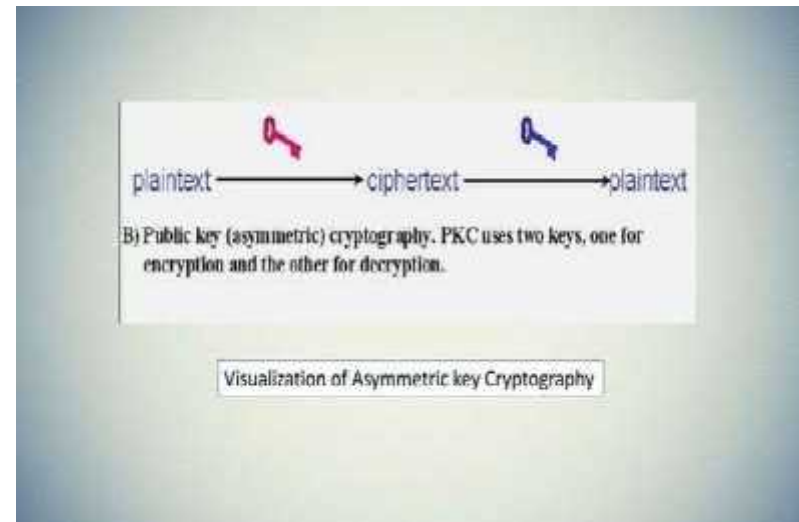 plaintext ciphertext plaintext
B) Public key (asymmetric) cryptography. PKC uses two keys, one for
encryption and the other for decryption.
Visualization of Asymmetric key Cryptography